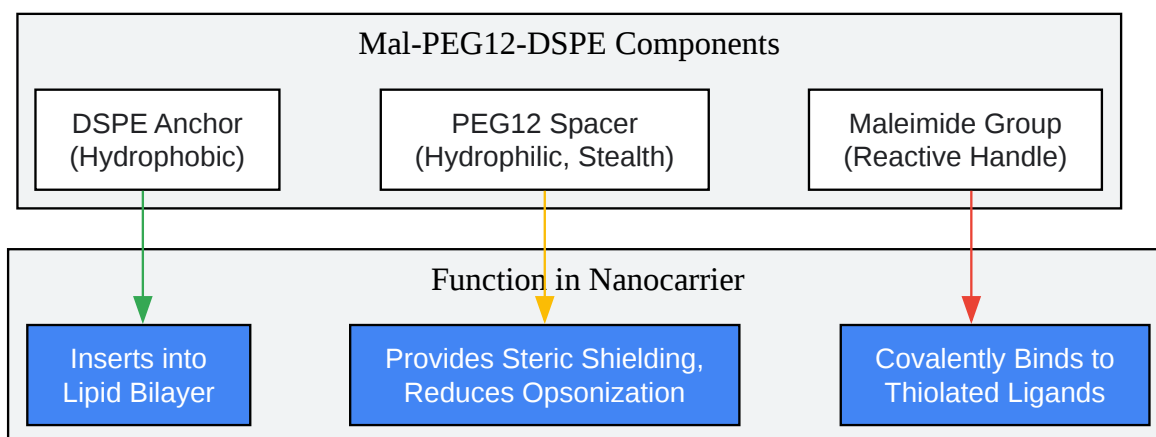 Mal-PEG12-DSPE Components
DSPE Anchor
(Hydrophobic)
PEG12 Spacer
(Hydrophilic, Stealth)
Maleimide Group
(Reactive Handle)
Function in Nanocarrier
Inserts into
Lipid Bilayer
Provides Steric Shielding,
Reduces Opsonization
Covalently Binds to
Thiolated Ligands